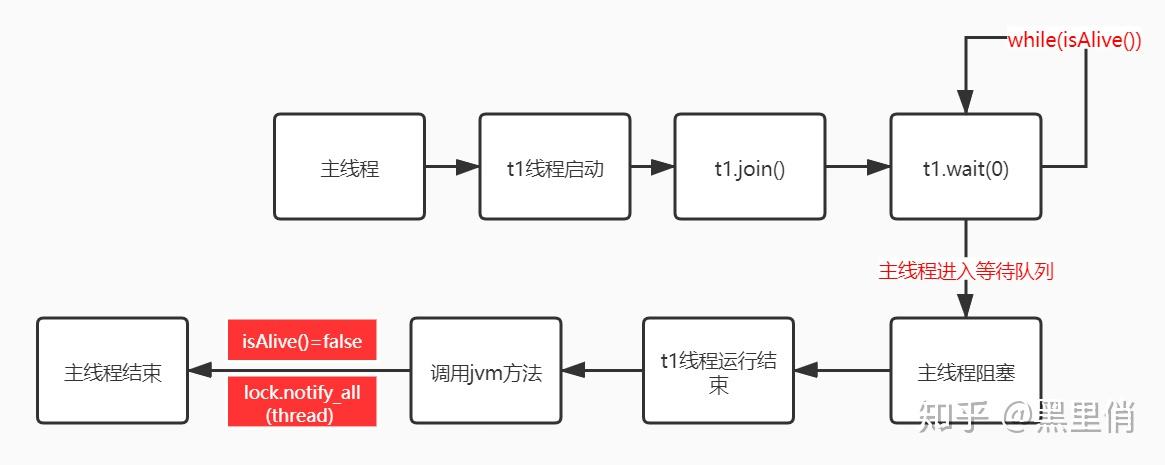 while(isAlive())
主线程
t1线程启动
t1.join()
t1.wait(0)
主线程进入等待队列
主线程阻塞
t1线程运行结
束
调用jvm方法
isAlive()=false
lock.notify_all
(thread)
主线程结束
知乎 @黑里俏